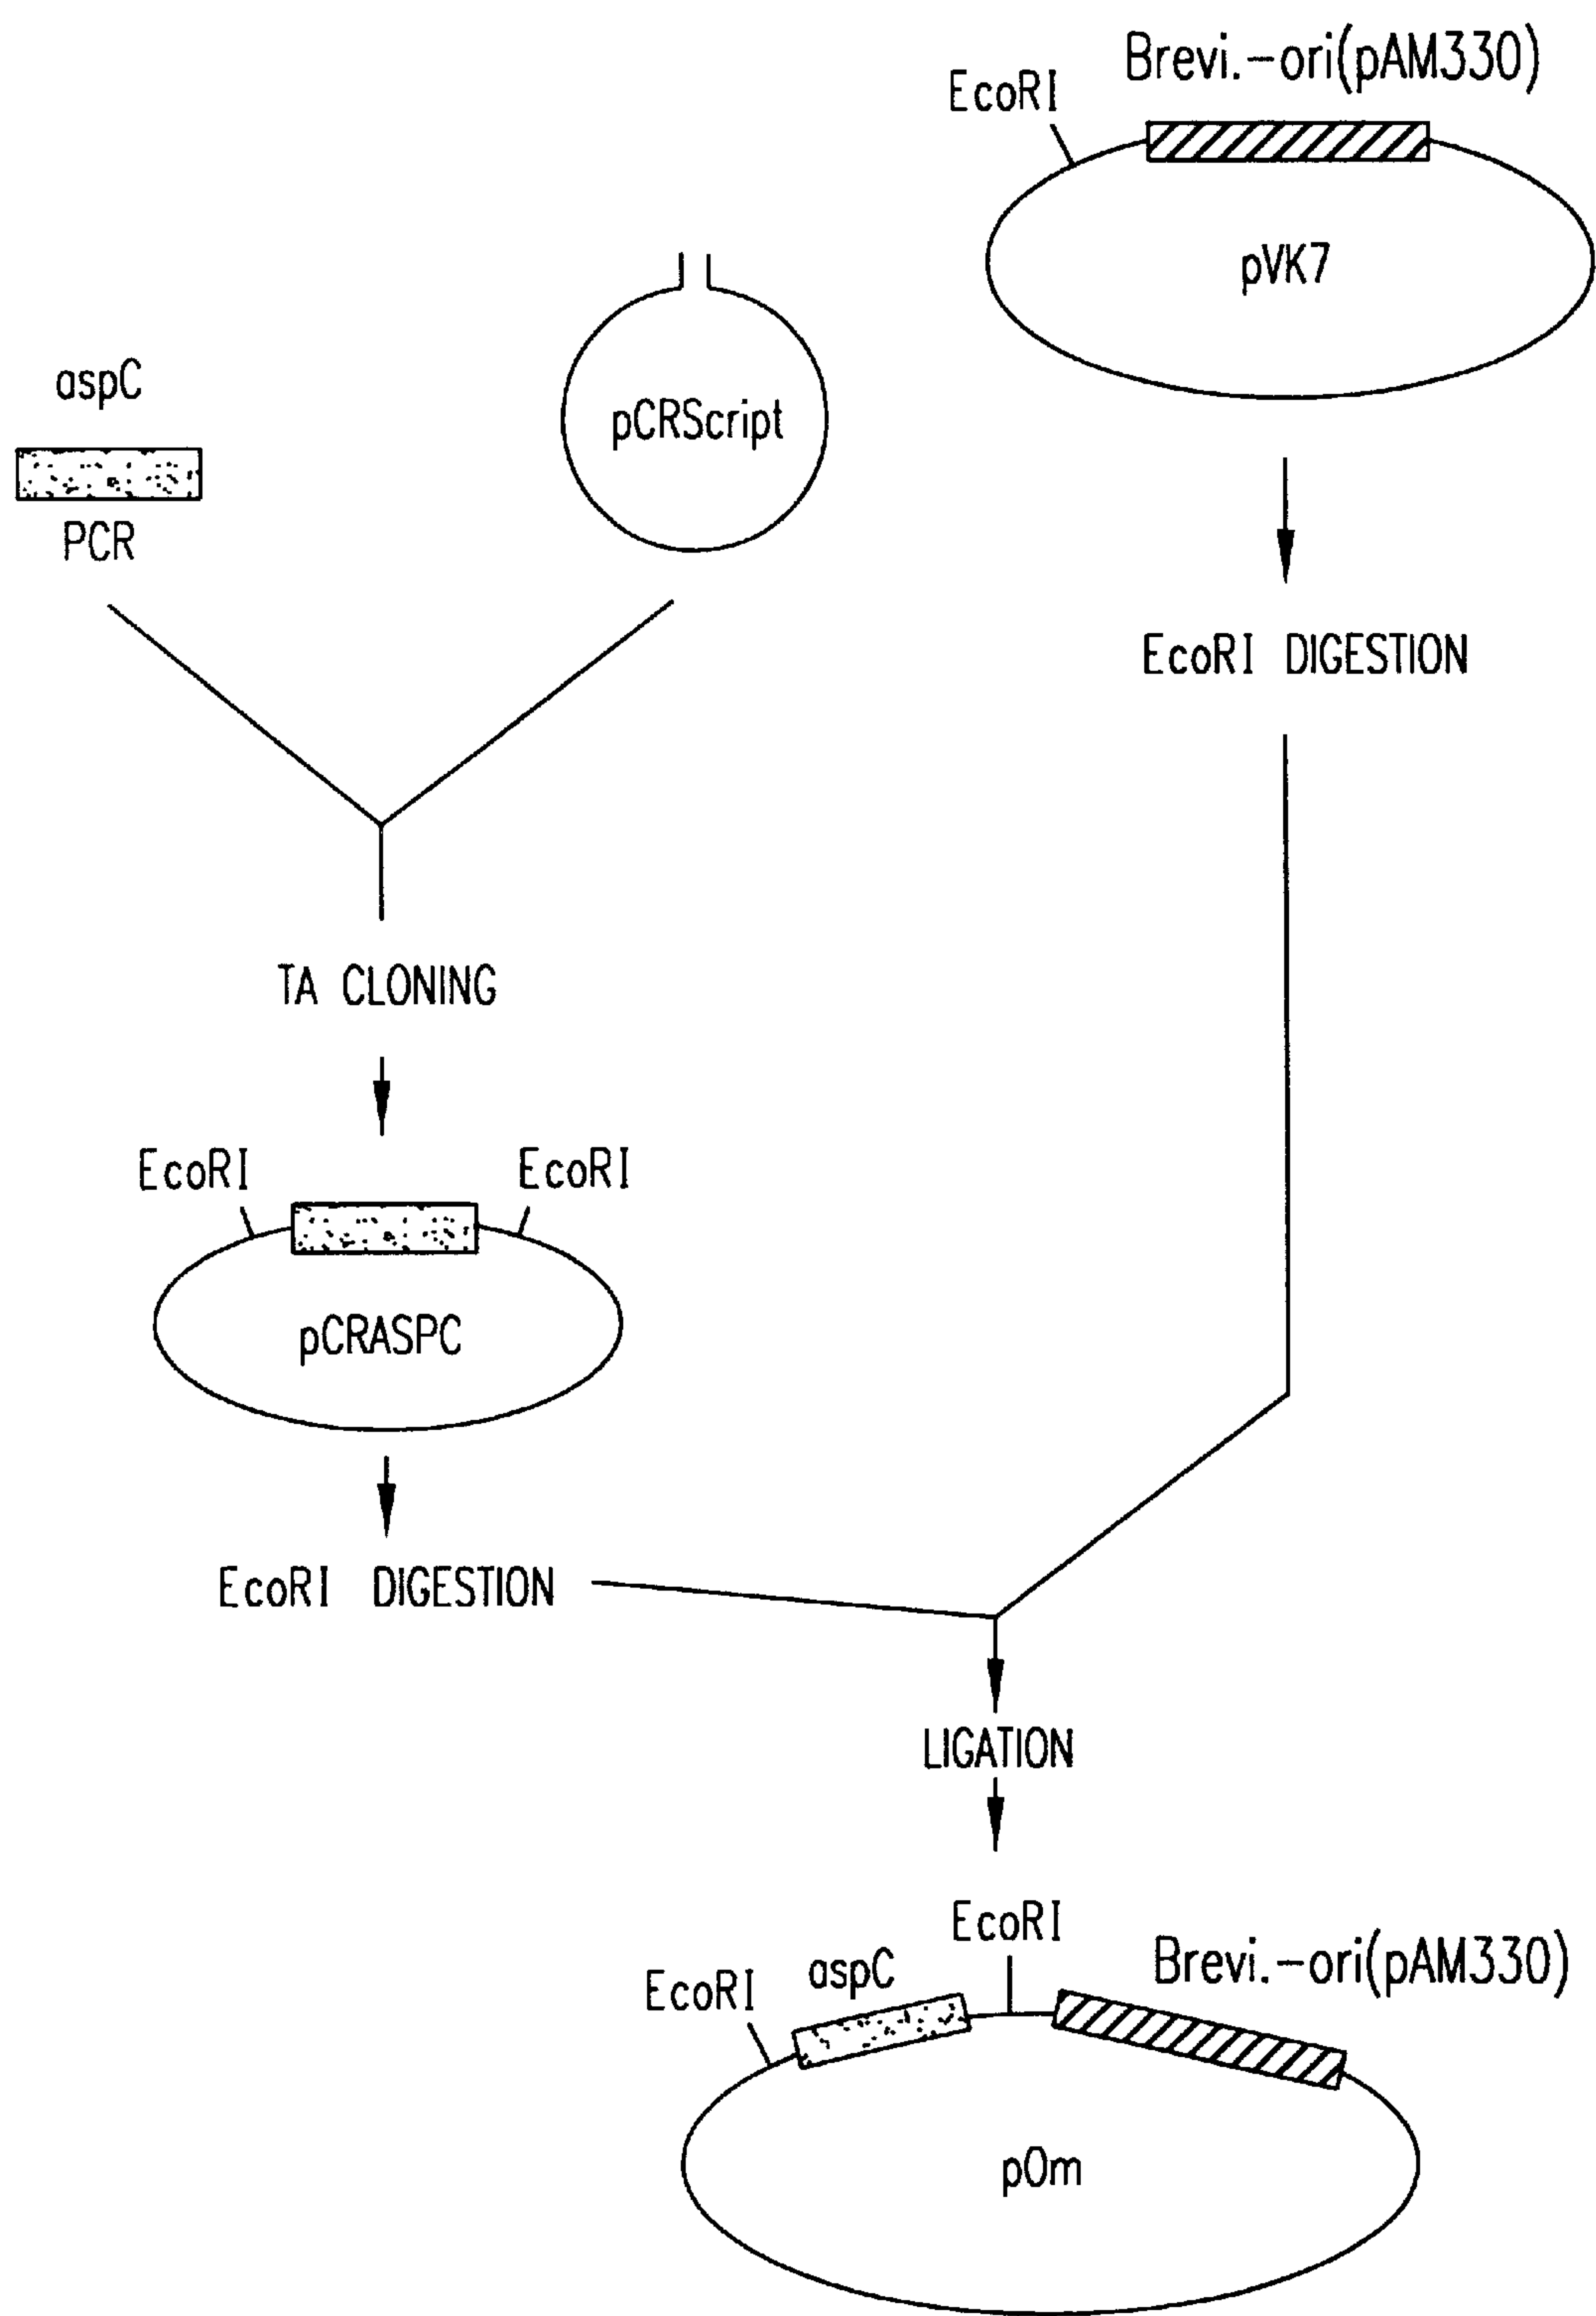 Brevi.-ori(pAM330)
EcoRI
pVK7
aspC
pCRScript
PCR
EcoRI DIGESTION
TA CLONING
EcoRI
EcoRI
pCRASPC
EcoRI DIGESTION
LIGATION
EcoRI
aspC
Brevi.-ori(pAM330)
EcoRI
pOm